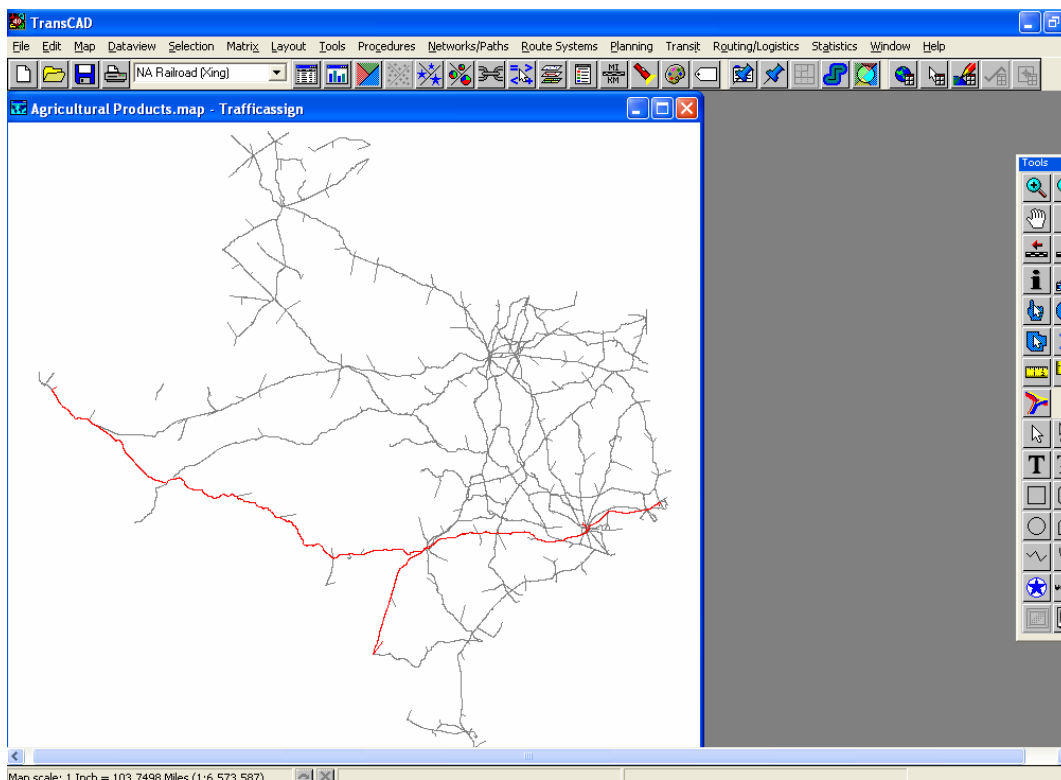 TransCAD
File Edit Map Dataview Selection Matrix Layout Tools Procedures Networks/Paths Route Systems Planning Transit Routing/Logistics Statistics Window Help
NA Railroad (Xing)
MI
KM
Agricultural Products.map - Trafficassign
Tools
T
Map scale: 1 Inch = 103.7498 Miles (1:6,573,587)